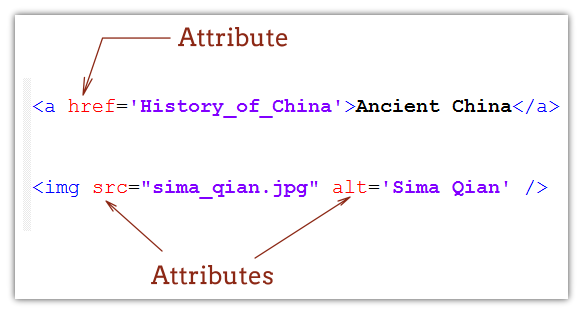 Attribute
<a href='History_of_China'>Ancient China</a>
<img src="sima_qian.jpg" alt='Sima Qian' />
Attributes